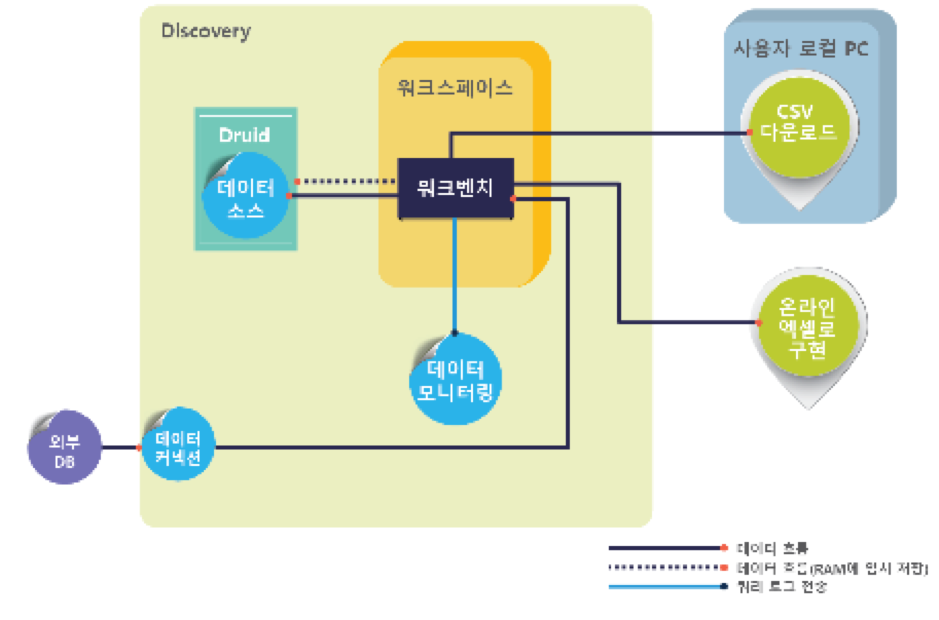 Discovery
사용자 로컬 PC
워크스페이스
CSV
다운로드
Druid
데이터
소스
워크벤치
온라인
엑셀로
구현
데이터
모니터링
외부
DB
데이터
커넥션
데이터 흐름
데이터 흐름(RAM에 임시 저장)
쿼리 로그 전송